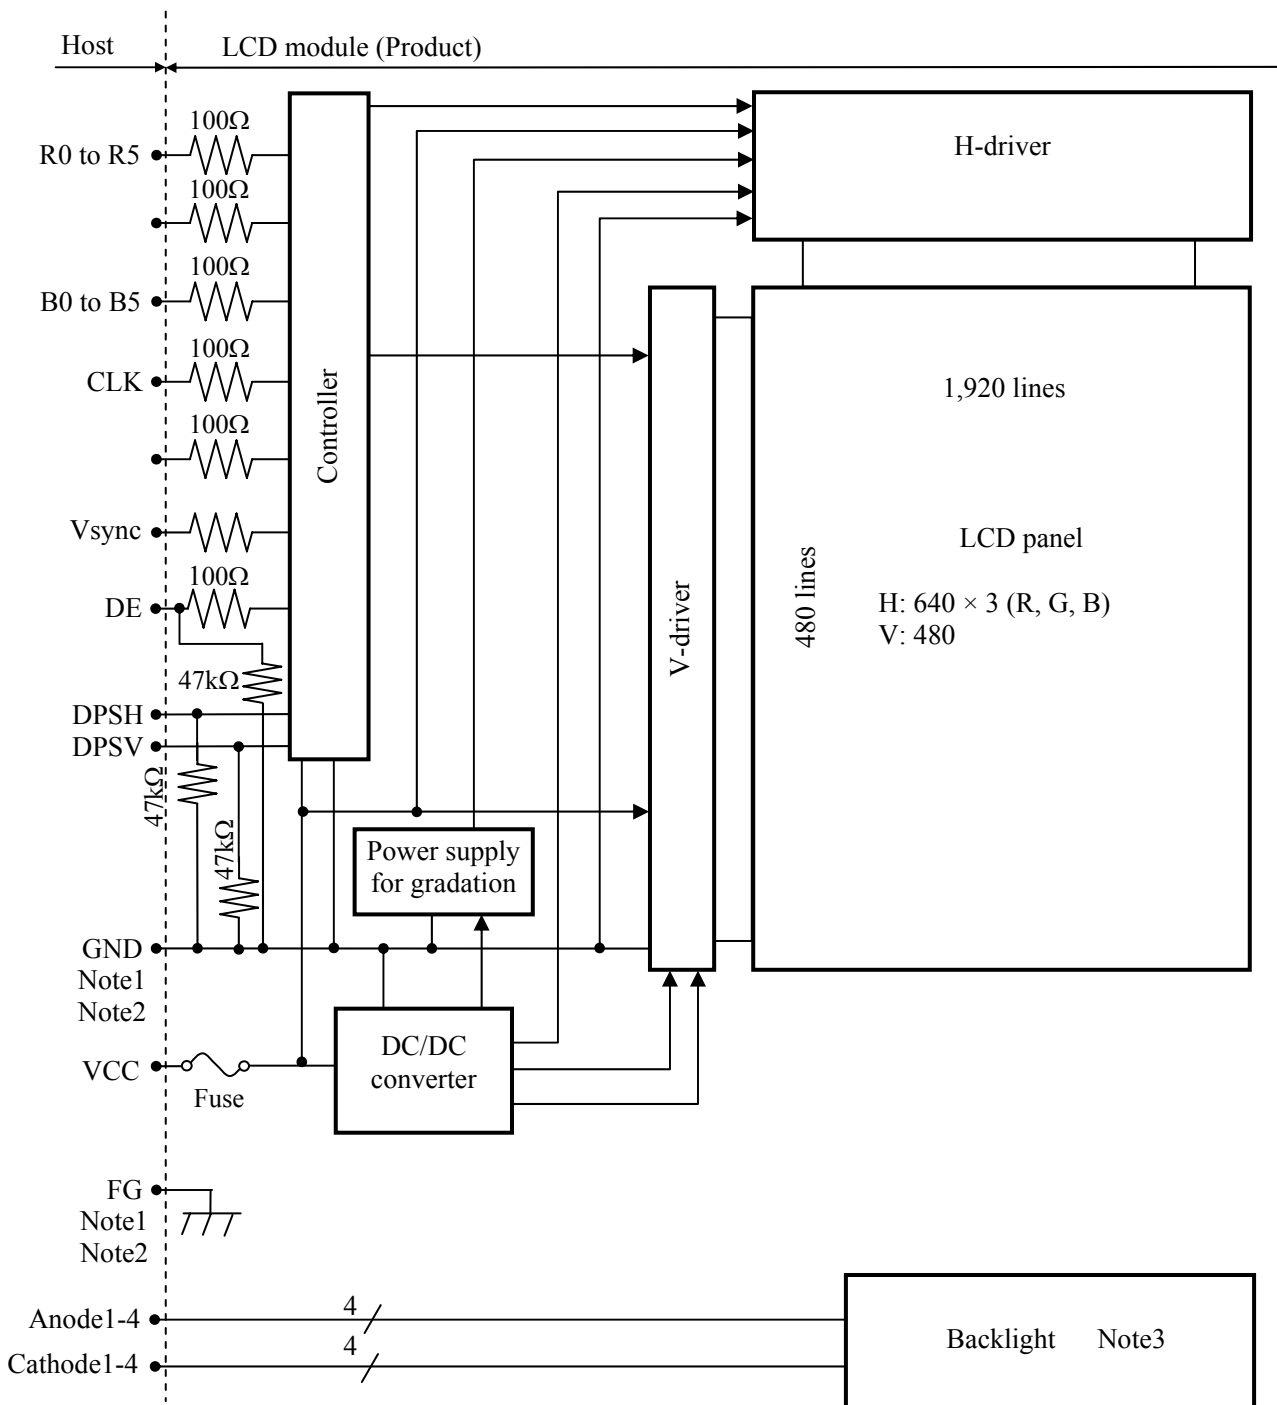 Host
LCD module (Product)
100Ω
R0 to R5
100Ω
100Ω
B0 to B5
100Ω
CLK
100Ω
Vsync
100Ω
DE
47kΩ
DPSH
DPSV
47kΩ
47kΩ
GND
Note1
Note2
VCC
Fuse
FG
Note1
Note2
Anode1-4
4
Cathode1-4
4
Controller
Power supply
for gradation
DC/DC
converter
V-driver
H-driver
1,920 lines
480 lines
LCD panel
H: 640 × 3 (R, G, B)
V: 480
Backlight Note3